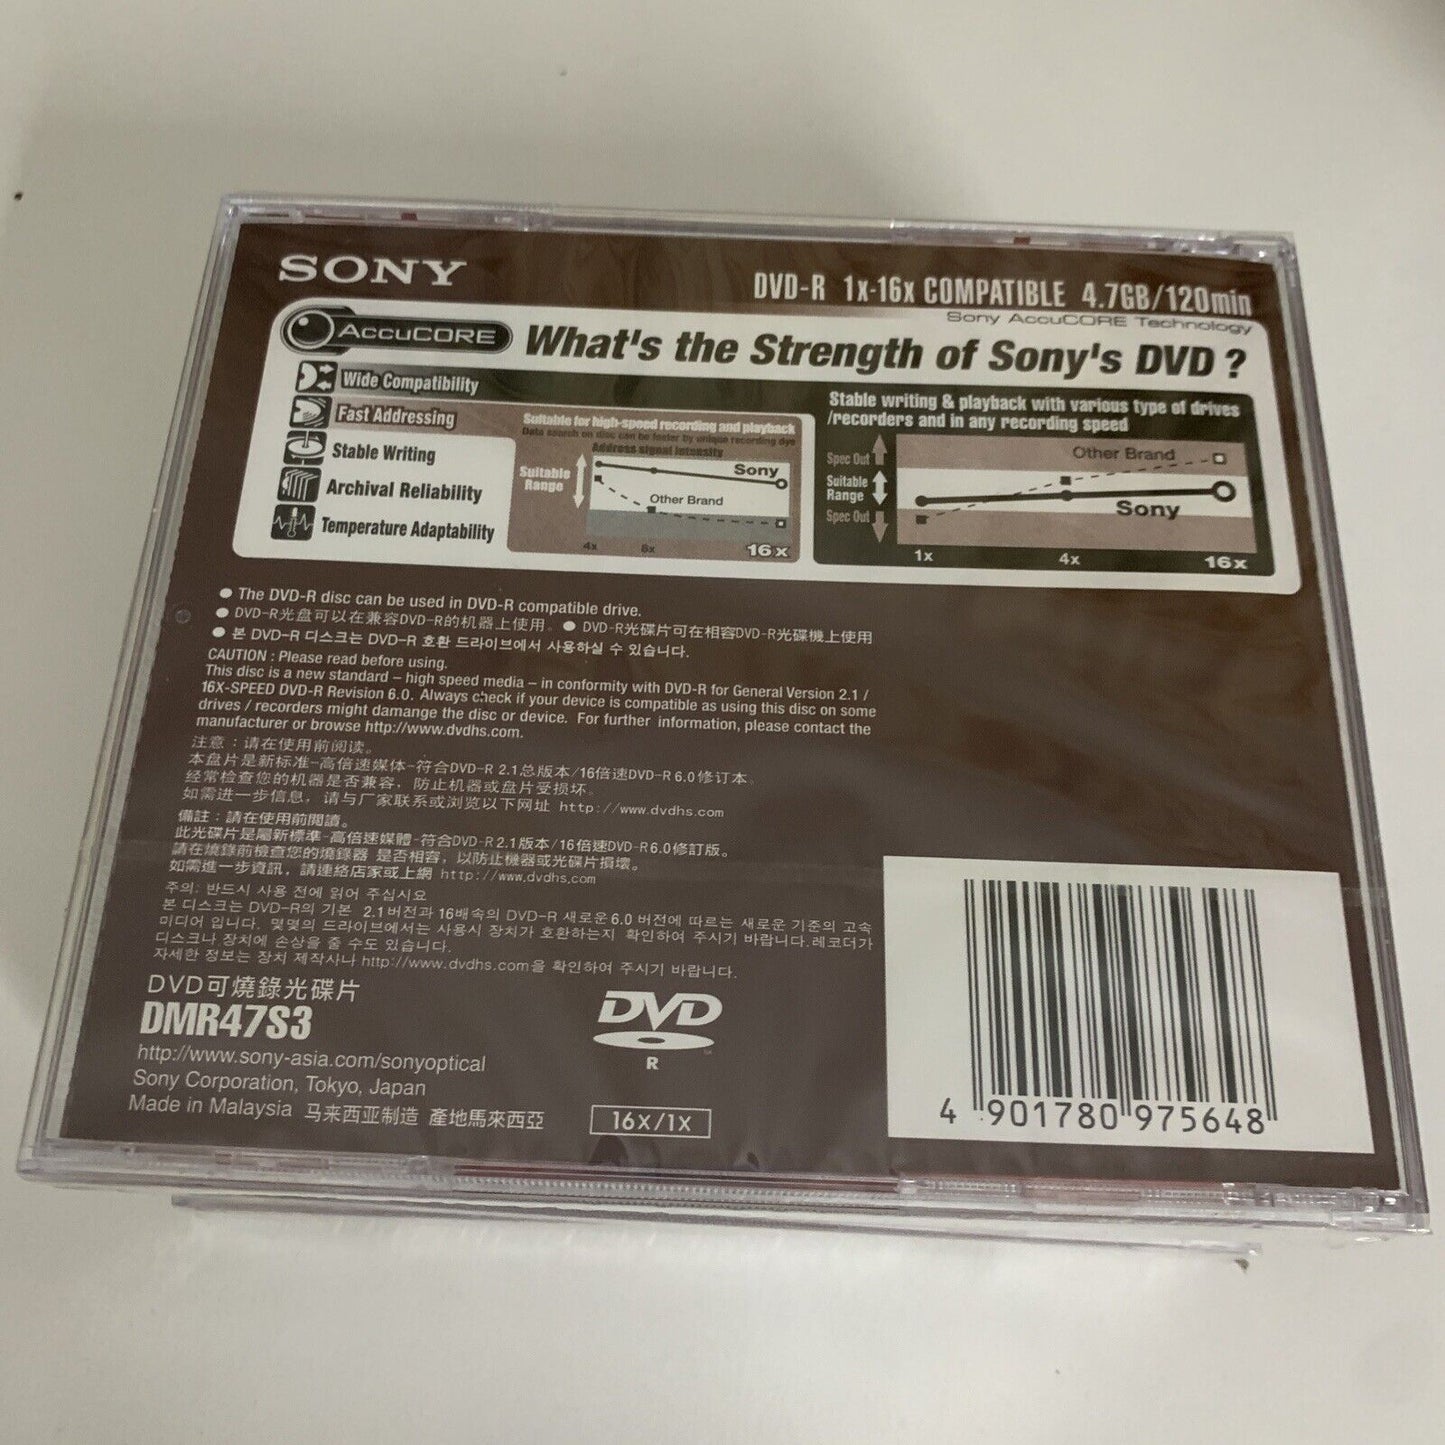 SONY
DVD-R 1x-16x COMPATIBLE 4.7GB/120min
Sony AccuCORE Technology
AccuCORE
What's the Strength of Sony's DVD ?
Wide Compatibility
Fast Addressing
Stable Writing
Archival Reliability
Temperature Adaptability
Suitable for high-speed recording and playback
Data search on disc can be faster by unique recording dye
Address signal intensity
Suitable
Range
Sony
Other Brand
4x 8x 16x
Stable writing & playback with various type of drives
/recorders and in any recording speed
Spec Out
Suitable
Range
Spec Out
Other Brand
Sony
1x 4x 16x
● The DVD-R disc can be used in DVD-R compatible drive.
● DVD-R光盘可以在兼容DVD-R的机器上使用。 ● DVD-R光碟片可在相容DVD-R光碟機上使用
● 본 DVD-R 디스크는 DVD-R 호환 드라이브에서 사용하실 수 있습니다.
CAUTION : Please read before using.
This disc is a new standard – high speed media – in conformity with DVD-R for General Version 2.1 /
16X-SPEED DVD-R Revision 6.0. Always check if your device is compatible as using this disc on some
drives / recorders might damange the disc or device. For further information, please contact the
manufacturer or browse http://www.dvdhs.com.
注意：请在使用前阅读。
本盘片是新标准-高倍速媒体-符合DVD-R 2.1总版本/16倍速DVD-R 6.0修订本。
经常检查您的机器是否兼容，防止机器或盘片受损坏。
如需进一步信息，请与厂家联系或浏览以下网址 http://www.dvdhs.com
備註：請在使用前閱讀。
此光碟片是屬新標準-高倍速媒體-符合DVD-R 2.1版本/16倍速DVD-R 6.0修訂版。
請在燒錄前檢查您的燒錄器 是否相容，以防止機器或光碟片損壞。
如需進一步資訊，請連絡店家或上網 http://www.dvdhs.com
주의: 반드시 사용 전에 읽어 주십시요
본 디스크는 DVD-R의 기본 2.1버전과 16배속의 DVD-R 새로운 6.0 버전에 따르는 새로운 기준의 고속
미디어 입니다. 몇몇의 드라이브에서는 사용시 장치가 호환하는지 확인하여 주시기 바랍니다.레코더가
디스크나 장치에 손상을 줄 수도 있습니다.
자세한 정보는 장치 제작사나 http://www.dvdhs.com을 확인하여 주시기 바랍니다.
DVD可燒錄光碟片
DMR47S3
http://www.sony-asia.com/sonyoptical
Sony Corporation, Tokyo, Japan
Made in Malaysia 马来西亚制造 產地馬來西亞
DVD
R
16x/1x
4 901780 975648